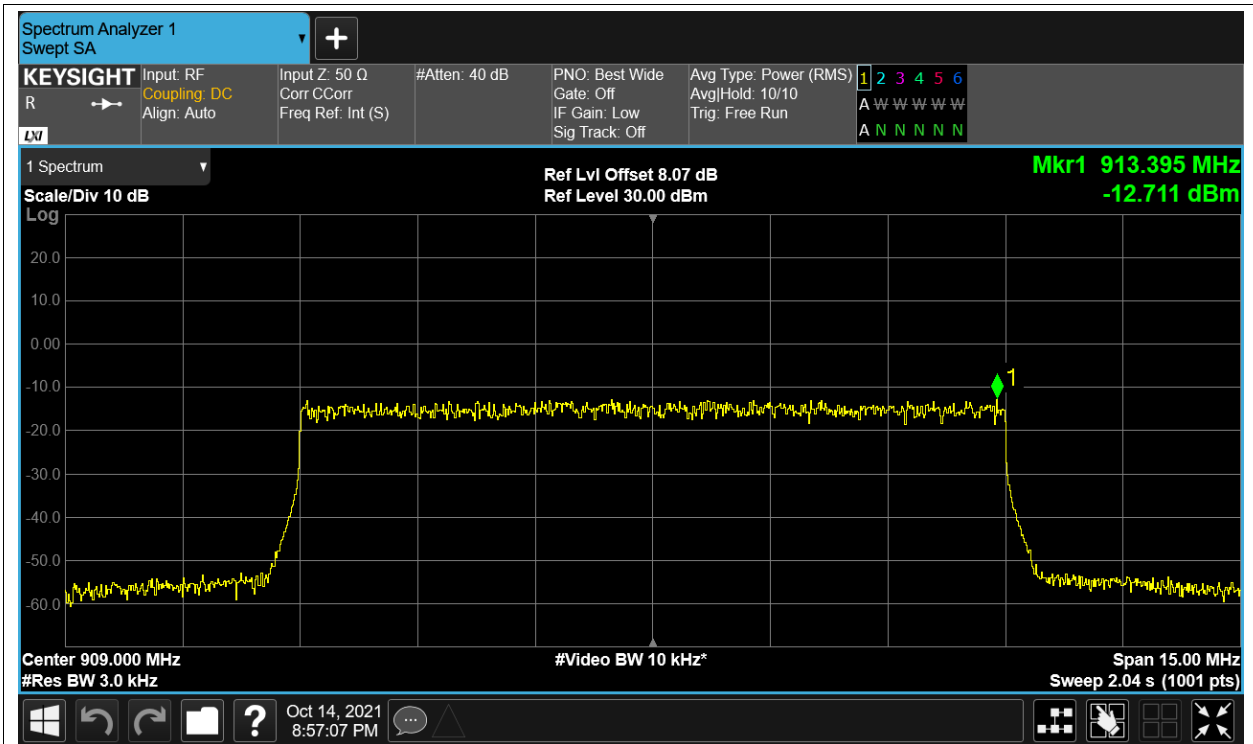 Spectrum Analyzer 1
Swept SA
KEYSIGHT
R
LXI
Input: RF
Coupling: DC
Align: Auto
Input Z: 50 Ω
Corr CCorr
Freq Ref: Int (S)
#Atten: 40 dB
PNO: Best Wide
Gate: Off
IF Gain: Low
Sig Track: Off
Avg Type: Power (RMS)
Avg|Hold: 10/10
Trig: Free Run
1 2 3 4 5 6
A W W W W W
A N N N N N
1 Spectrum
Scale/Div 10 dB
Log
Ref Lvl Offset 8.07 dB
Ref Level 30.00 dBm
Mkr1 913.395 MHz
-12.711 dBm
20.0
10.0
0.00
-10.0
-20.0
-30.0
-40.0
-50.0
-60.0
1
Center 909.000 MHz
#Res BW 3.0 kHz
#Video BW 10 kHz*
Span 15.00 MHz
Sweep 2.04 s (1001 pts)
?
Oct 14, 2021
8:57:07 PM